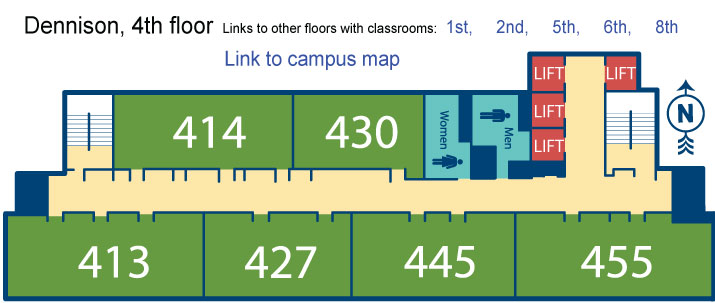 Dennison, 4th floor Links to other floors with classrooms: 1st, 2nd, 5th, 6th, 8th
Link to campus map
LIFT LIFT
414 430 Women Men LIFT N
LIFT
413 427 445 455